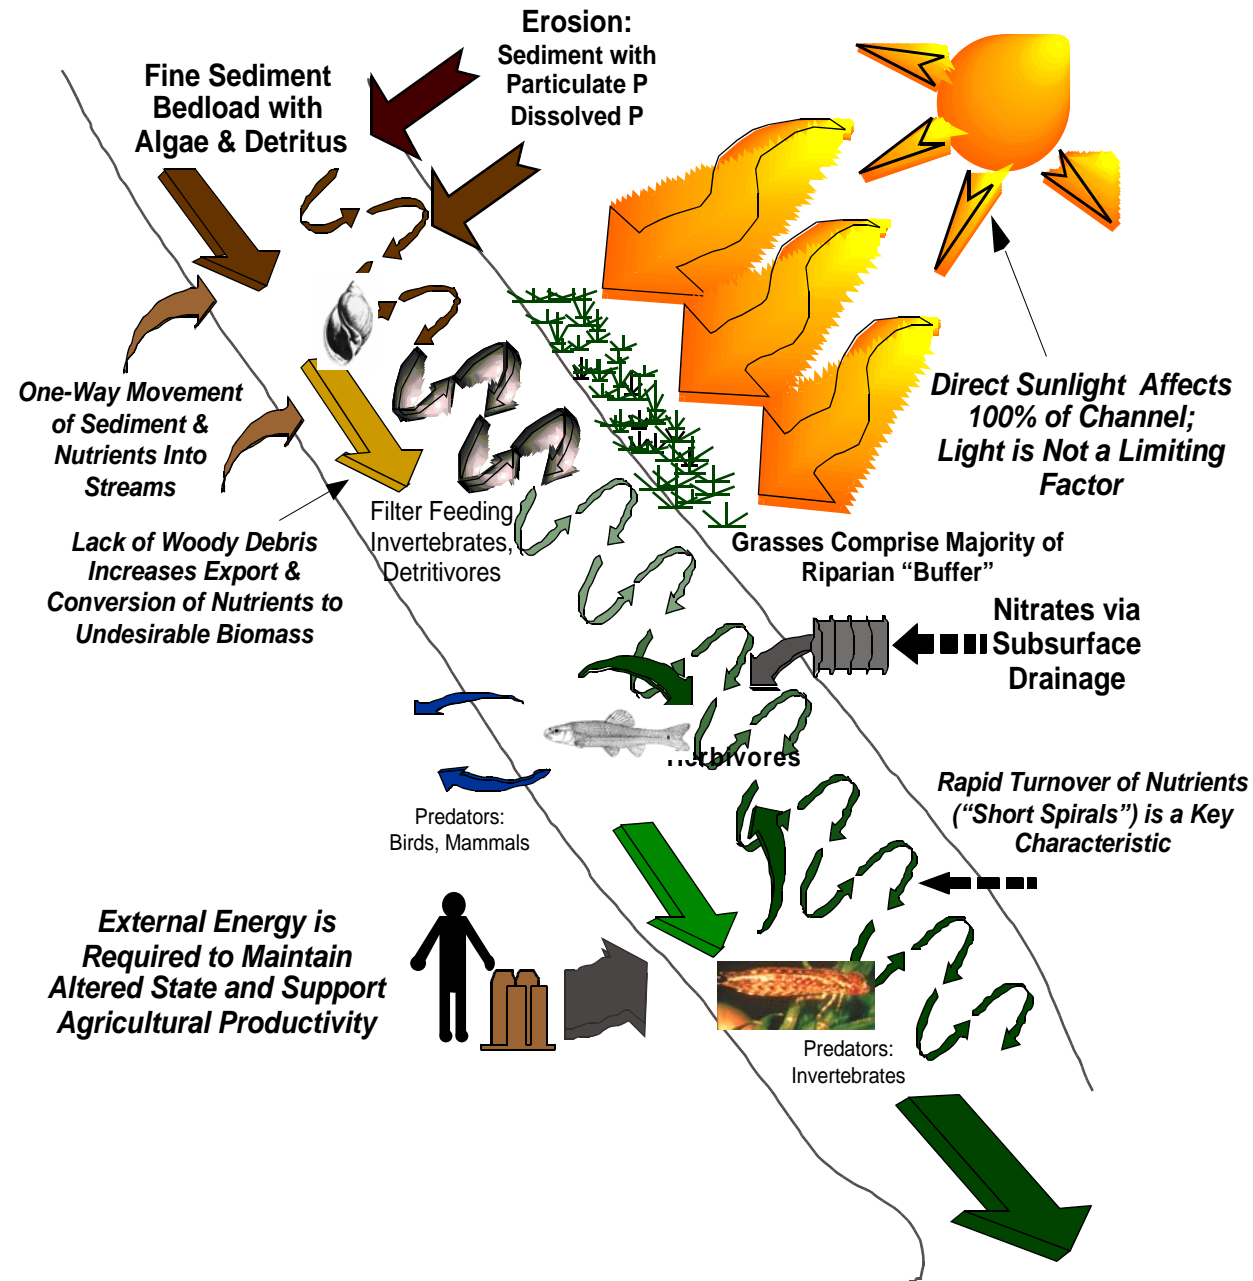 Erosion:
Sediment with
Particulate P
Dissolved P
Fine Sediment
Bedload with
Algae & Detritus
One-Way Movement
of Sediment &
Nutrients Into
Streams
Direct Sunlight Affects
100% of Channel;
Light is Not a Limiting
Factor
Filter Feeding
Invertebrates,
Detritivores
Lack of Woody Debris
Increases Export &
Conversion of Nutrients to
Undesirable Biomass
Grasses Comprise Majority of
Riparian “Buffer”
Nitrates via
Subsurface
Drainage
Herbivores
Predators:
Birds, Mammals
Rapid Turnover of Nutrients
(“Short Spirals”) is a Key
Characteristic
External Energy is
Required to Maintain
Altered State and Support
Agricultural Productivity
Predators:
Invertebrates